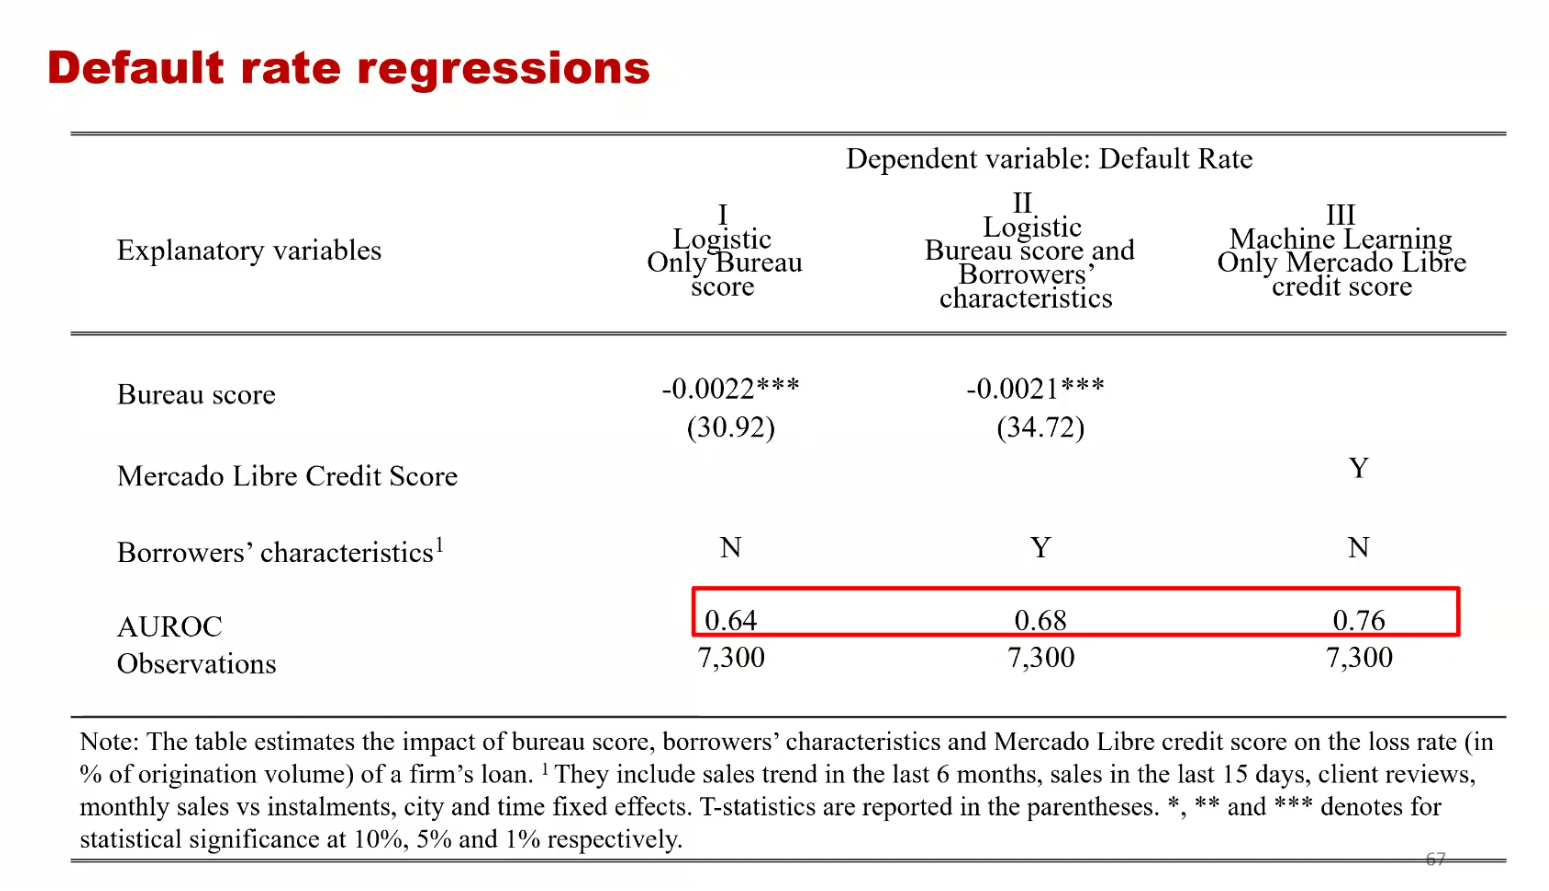 Default rate regressions
Dependent variable: Default Rate
Explanatory variables
I
Logistic
Only Bureau
score
II
Logistic
Bureau score and
Borrowers’
characteristics
III
Machine Learning
Only Mercado Libre
credit score
Bureau score -0.0022*** -0.0021***
(30.92) (34.72)
Mercado Libre Credit Score Y
Borrowers’ characteristics¹ N Y N
AUROC 0.64 0.68 0.76
Observations 7,300 7,300 7,300
Note: The table estimates the impact of bureau score, borrowers’ characteristics and Mercado Libre credit score on the loss rate (in
% of origination volume) of a firm’s loan. ¹ They include sales trend in the last 6 months, sales in the last 15 days, client reviews,
monthly sales vs instalments, city and time fixed effects. T-statistics are reported in the parentheses. *, ** and *** denotes for
statistical significance at 10%, 5% and 1% respectively.
67